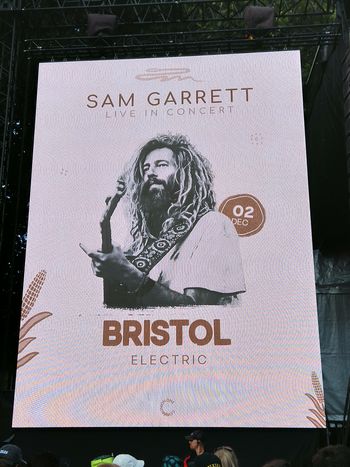 SAM GARRETT
LIVE IN CONCERT
02
DEC
BRISTOL
ELECTRIC